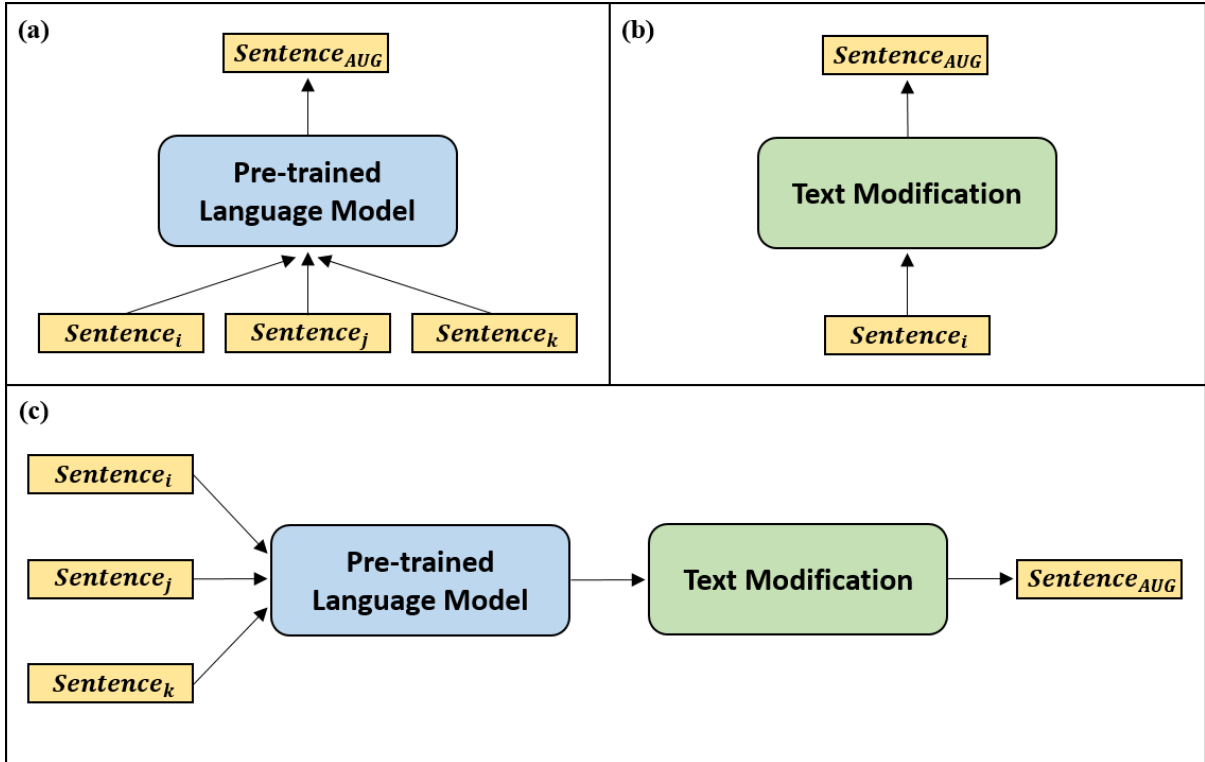 (a)
Sentence_AUG
Pre-trained
Language Model
Sentence_i
Sentence_j
Sentence_k
(b)
Sentence_AUG
Text Modification
Sentence_i
(c)
Sentence_i
Sentence_j
Sentence_k
Pre-trained
Language Model
Text Modification
Sentence_AUG